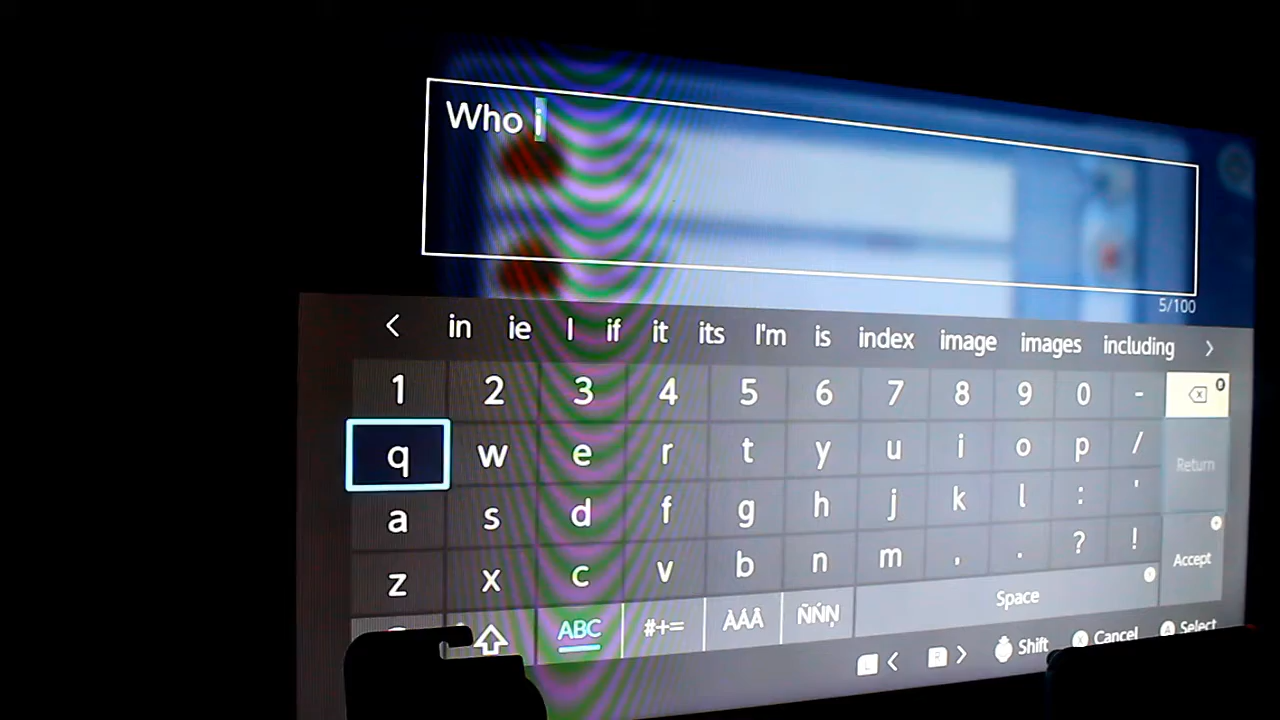 Who i
5/100
< in ie I if it its I'm is index image images including >
1 2 3 4 5 6 7 8 9 0 -
q w e r t y u i o p / Return
a s d f g h j k l : '
z x c v b n m , . ? ! Accept
ABC #+= ÀÁÂ ÑŃŅ Space
L < R > Shift X Cancel A Select